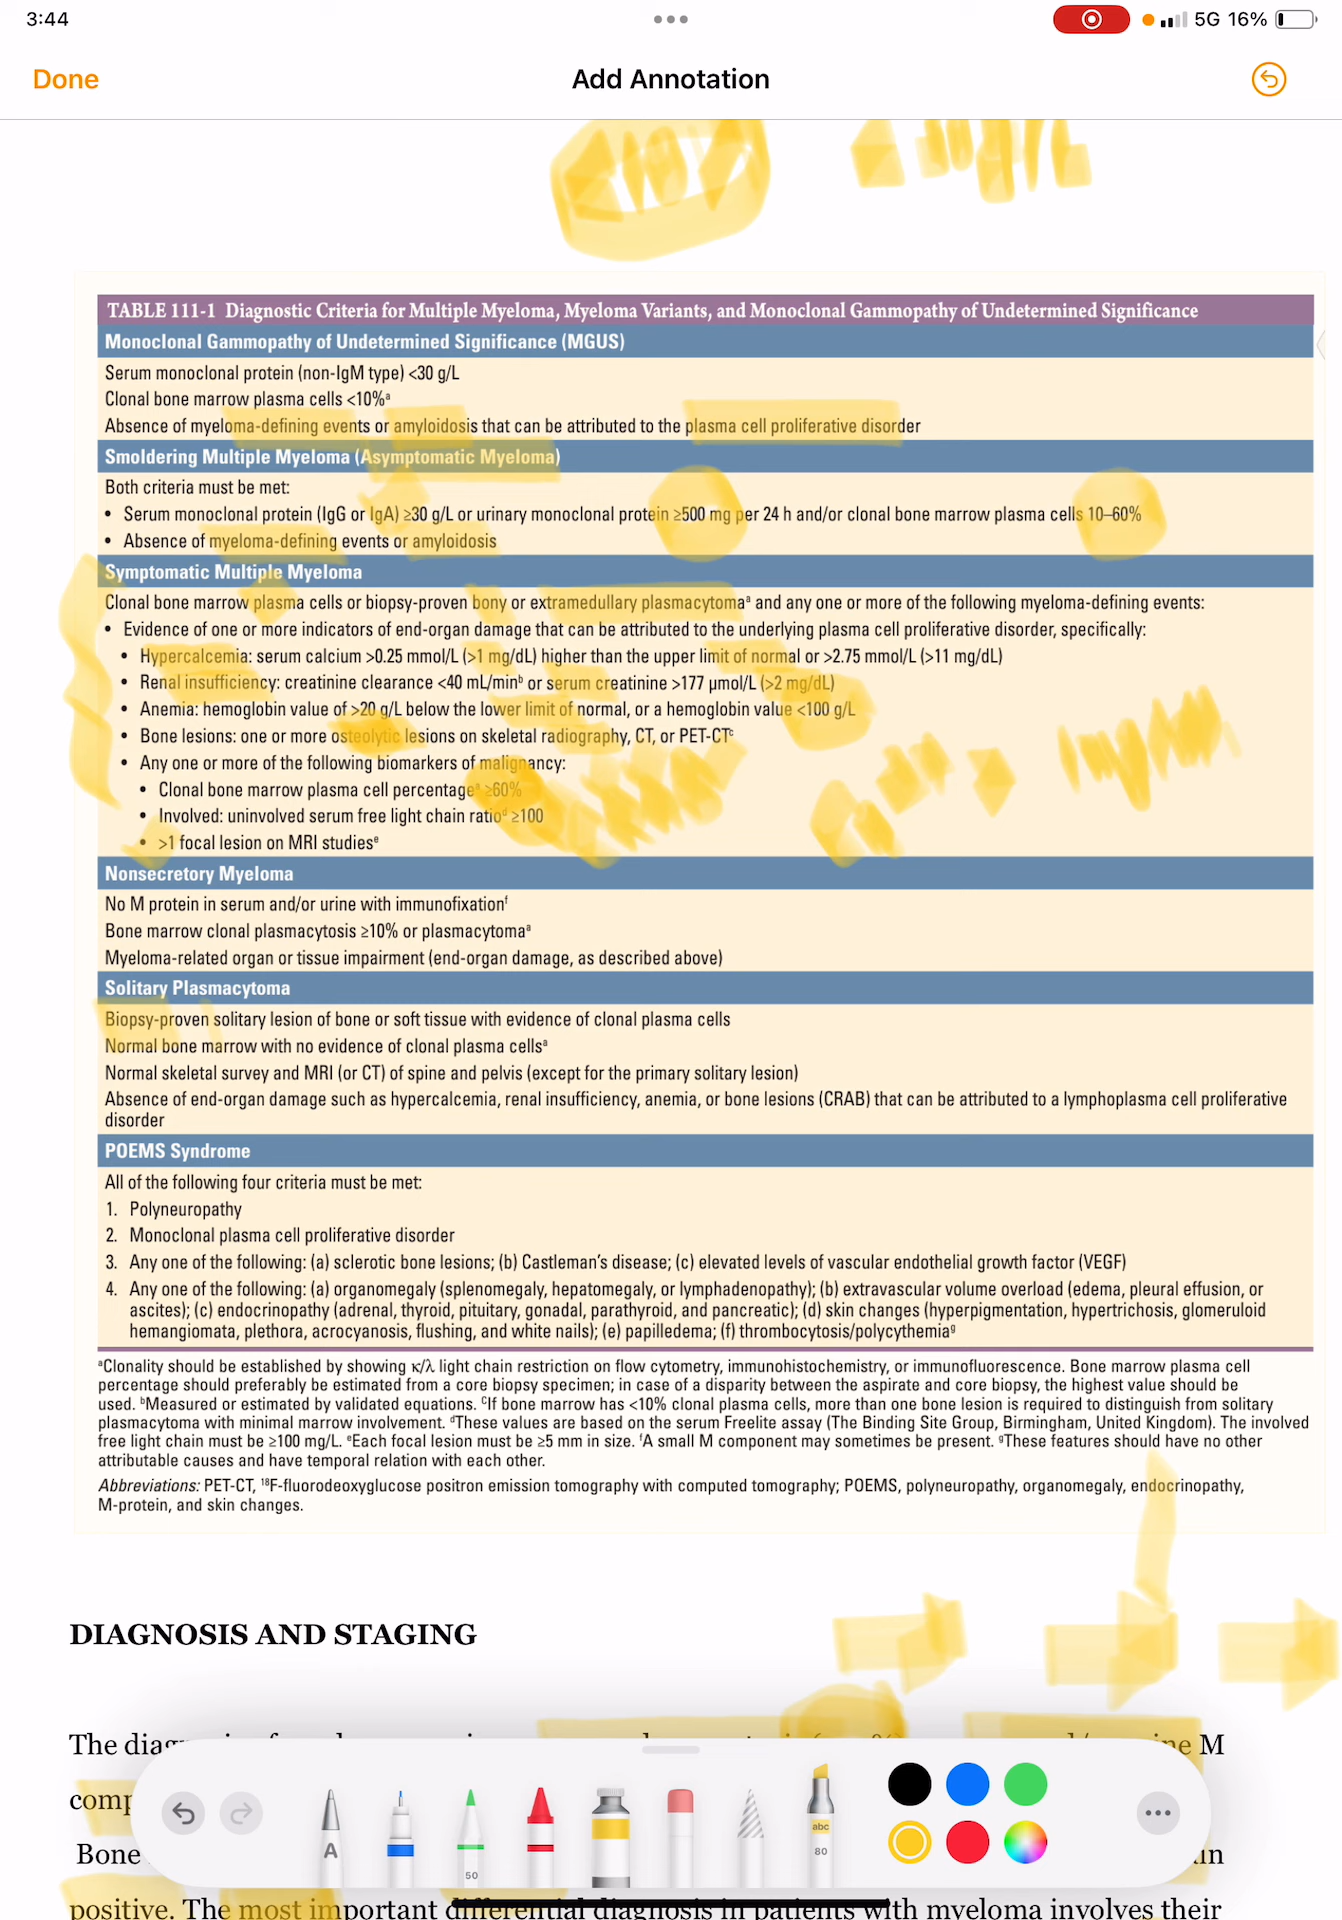 3:44
5G 16%
Done
Add Annotation
TABLE 111-1 Diagnostic Criteria for Multiple Myeloma, Myeloma Variants, and Monoclonal Gammopathy of Undetermined Significance
Monoclonal Gammopathy of Undetermined Significance (MGUS)
Serum monoclonal protein (non-IgM type) <30 g/L
Clonal bone marrow plasma cells <10%ᵃ
Absence of myeloma-defining events or amyloidosis that can be attributed to the plasma cell proliferative disorder
Smoldering Multiple Myeloma (Asymptomatic Myeloma)
Both criteria must be met:
• Serum monoclonal protein (IgG or IgA) ≥30 g/L or urinary monoclonal protein ≥500 mg per 24 h and/or clonal bone marrow plasma cells 10–60%
• Absence of myeloma-defining events or amyloidosis
Symptomatic Multiple Myeloma
Clonal bone marrow plasma cells or biopsy-proven bony or extramedullary plasmacytomaᵃ and any one or more of the following myeloma-defining events:
• Evidence of one or more indicators of end-organ damage that can be attributed to the underlying plasma cell proliferative disorder, specifically:
• Hypercalcemia: serum calcium >0.25 mmol/L (>1 mg/dL) higher than the upper limit of normal or >2.75 mmol/L (>11 mg/dL)
• Renal insufficiency: creatinine clearance <40 mL/minᵇ or serum creatinine >177 μmol/L (>2 mg/dL)
• Anemia: hemoglobin value of >20 g/L below the lower limit of normal, or a hemoglobin value <100 g/L
• Bone lesions: one or more osteolytic lesions on skeletal radiography, CT, or PET-CTᶜ
• Any one or more of the following biomarkers of malignancy:
• Clonal bone marrow plasma cell percentageᵃ ≥60%
• Involved: uninvolved serum free light chain ratioᵈ ≥100
• >1 focal lesion on MRI studiesᵉ
Nonsecretory Myeloma
No M protein in serum and/or urine with immunofixationᶠ
Bone marrow clonal plasmacytosis ≥10% or plasmacytomaᵃ
Myeloma-related organ or tissue impairment (end-organ damage, as described above)
Solitary Plasmacytoma
Biopsy-proven solitary lesion of bone or soft tissue with evidence of clonal plasma cells
Normal bone marrow with no evidence of clonal plasma cellsᵃ
Normal skeletal survey and MRI (or CT) of spine and pelvis (except for the primary solitary lesion)
Absence of end-organ damage such as hypercalcemia, renal insufficiency, anemia, or bone lesions (CRAB) that can be attributed to a lymphoplasma cell proliferative
disorder
POEMS Syndrome
All of the following four criteria must be met:
1. Polyneuropathy
2. Monoclonal plasma cell proliferative disorder
3. Any one of the following: (a) sclerotic bone lesions; (b) Castleman's disease; (c) elevated levels of vascular endothelial growth factor (VEGF)
4. Any one of the following: (a) organomegaly (splenomegaly, hepatomegaly, or lymphadenopathy); (b) extravascular volume overload (edema, pleural effusion, or
ascites); (c) endocrinopathy (adrenal, thyroid, pituitary, gonadal, parathyroid, and pancreatic); (d) skin changes (hyperpigmentation, hypertrichosis, glomeruloid
hemangiomata, plethora, acrocyanosis, flushing, and white nails); (e) papilledema; (f) thrombocytosis/polycythemiaᵍ
ᵃClonality should be established by showing κ/λ light chain restriction on flow cytometry, immunohistochemistry, or immunofluorescence. Bone marrow plasma cell
percentage should preferably be estimated from a core biopsy specimen; in case of a disparity between the aspirate and core biopsy, the highest value should be
used. ᵇMeasured or estimated by validated equations. ᶜIf bone marrow has <10% clonal plasma cells, more than one bone lesion is required to distinguish from solitary
plasmacytoma with minimal marrow involvement. ᵈThese values are based on the serum Freelite assay (The Binding Site Group, Birmingham, United Kingdom). The involved
free light chain must be ≥100 mg/L. ᵉEach focal lesion must be ≥5 mm in size. ᶠA small M component may sometimes be present. ᵍThese features should have no other
attributable causes and have temporal relation with each other.
Abbreviations: PET-CT, ¹⁸F-fluorodeoxyglucose positron emission tomography with computed tomography; POEMS, polyneuropathy, organomegaly, endocrinopathy,
M-protein, and skin changes.
DIAGNOSIS AND STAGING
The M
Bone
positive. The most important differential diagnosis in patients with myeloma involves their
A
50
abc
80